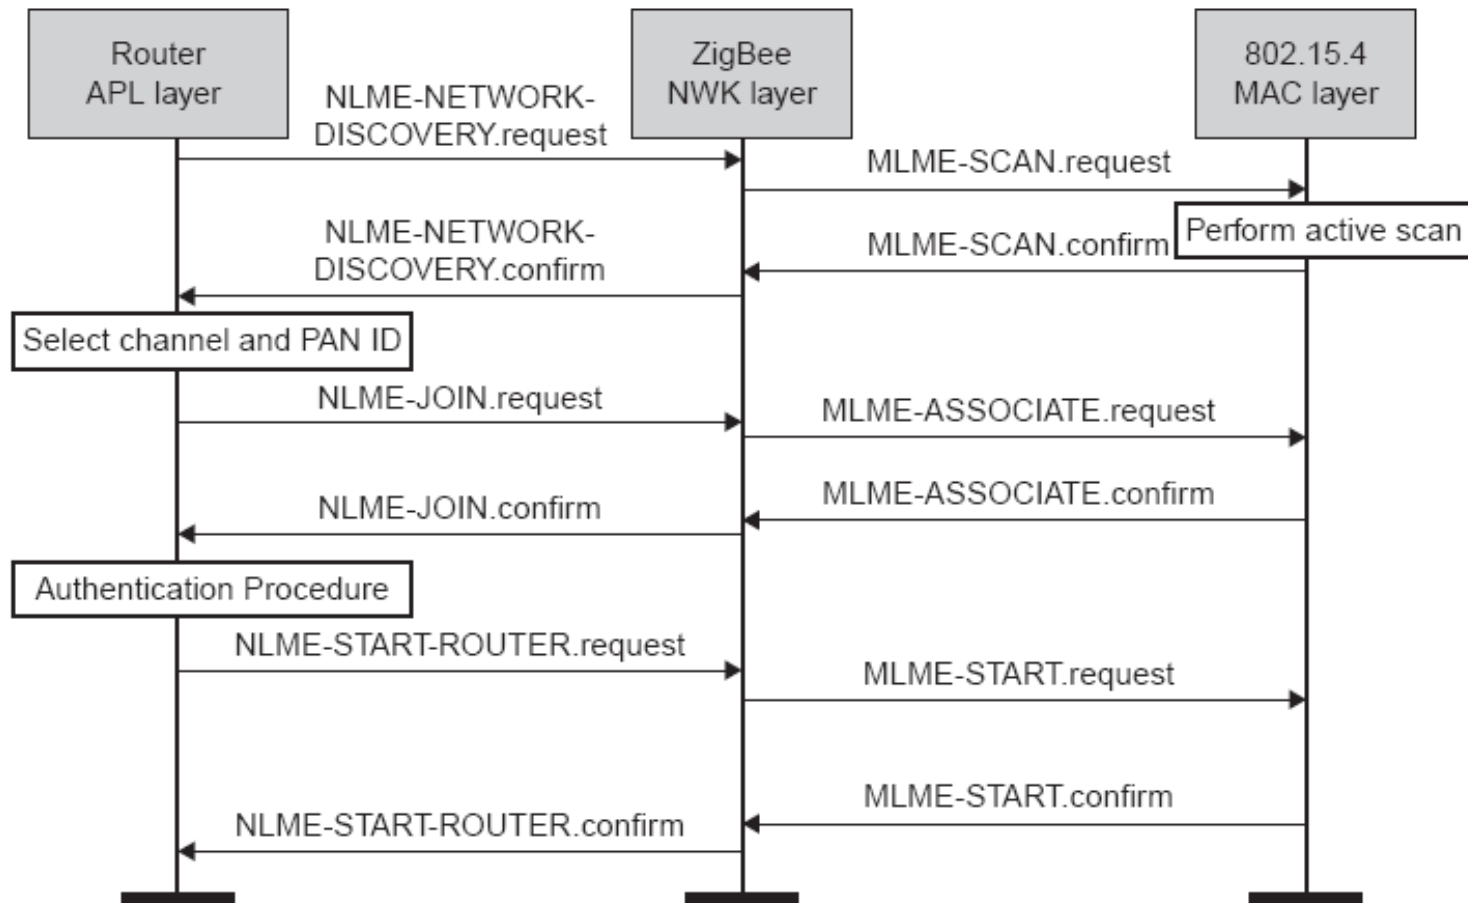 Router
APL layer
ZigBee
NWK layer
802.15.4
MAC layer
NLME-NETWORK-
DISCOVERY.request
MLME-SCAN.request
Perform active scan
NLME-NETWORK-
DISCOVERY.confirm
MLME-SCAN.confirm
Select channel and PAN ID
NLME-JOIN.request
MLME-ASSOCIATE.request
MLME-ASSOCIATE.confirm
NLME-JOIN.confirm
Authentication Procedure
NLME-START-ROUTER.request
MLME-START.request
MLME-START.confirm
NLME-START-ROUTER.confirm